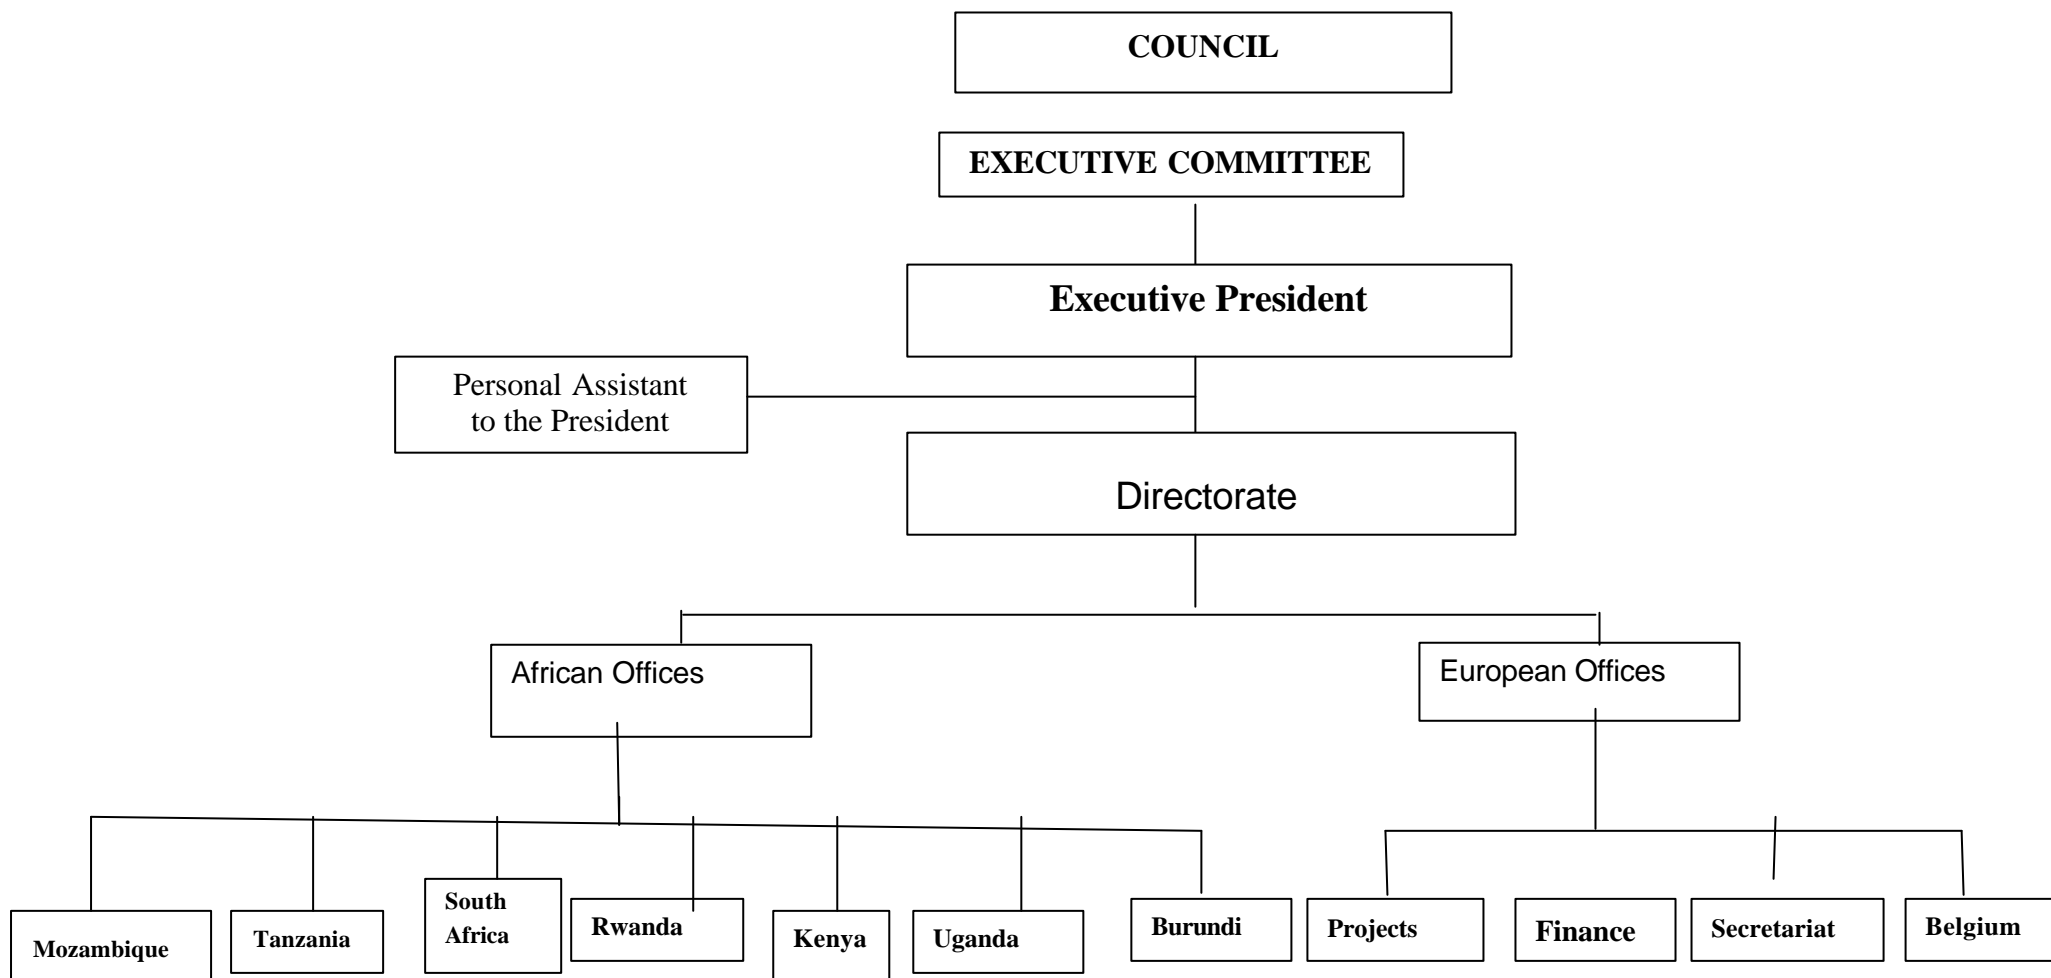 COUNCIL
EXECUTIVE COMMITTEE
Executive President
Personal Assistant
to the President
Directorate
African Offices
European Offices
Mozambique
Tanzania
South
Africa
Rwanda
Kenya
Uganda
Burundi
Projects
Finance
Secretariat
Belgium